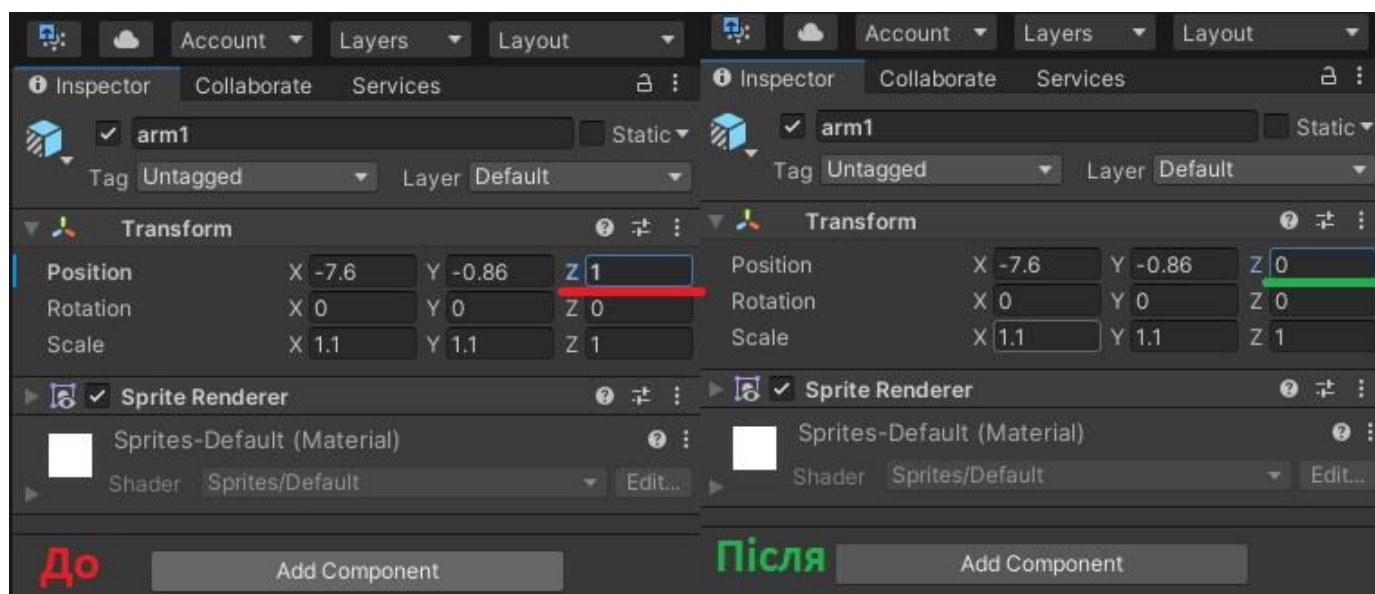 Account Layers Layout
Inspector Collaborate Services
arm1 Static
Tag Untagged Layer Default
Transform
Position X -7.6 Y -0.86 Z 1
Rotation X 0 Y 0 Z 0
Scale X 1.1 Y 1.1 Z 1
Sprite Renderer
Sprites-Default (Material)
Shader Sprites/Default Edit...
До
Add Component
Account Layers Layout
Inspector Collaborate Services
arm1 Static
Tag Untagged Layer Default
Transform
Position X -7.6 Y -0.86 Z 0
Rotation X 0 Y 0 Z 0
Scale X 1.1 Y 1.1 Z 1
Sprite Renderer
Sprites-Default (Material)
Shader Sprites/Default Edit...
Після
Add Component